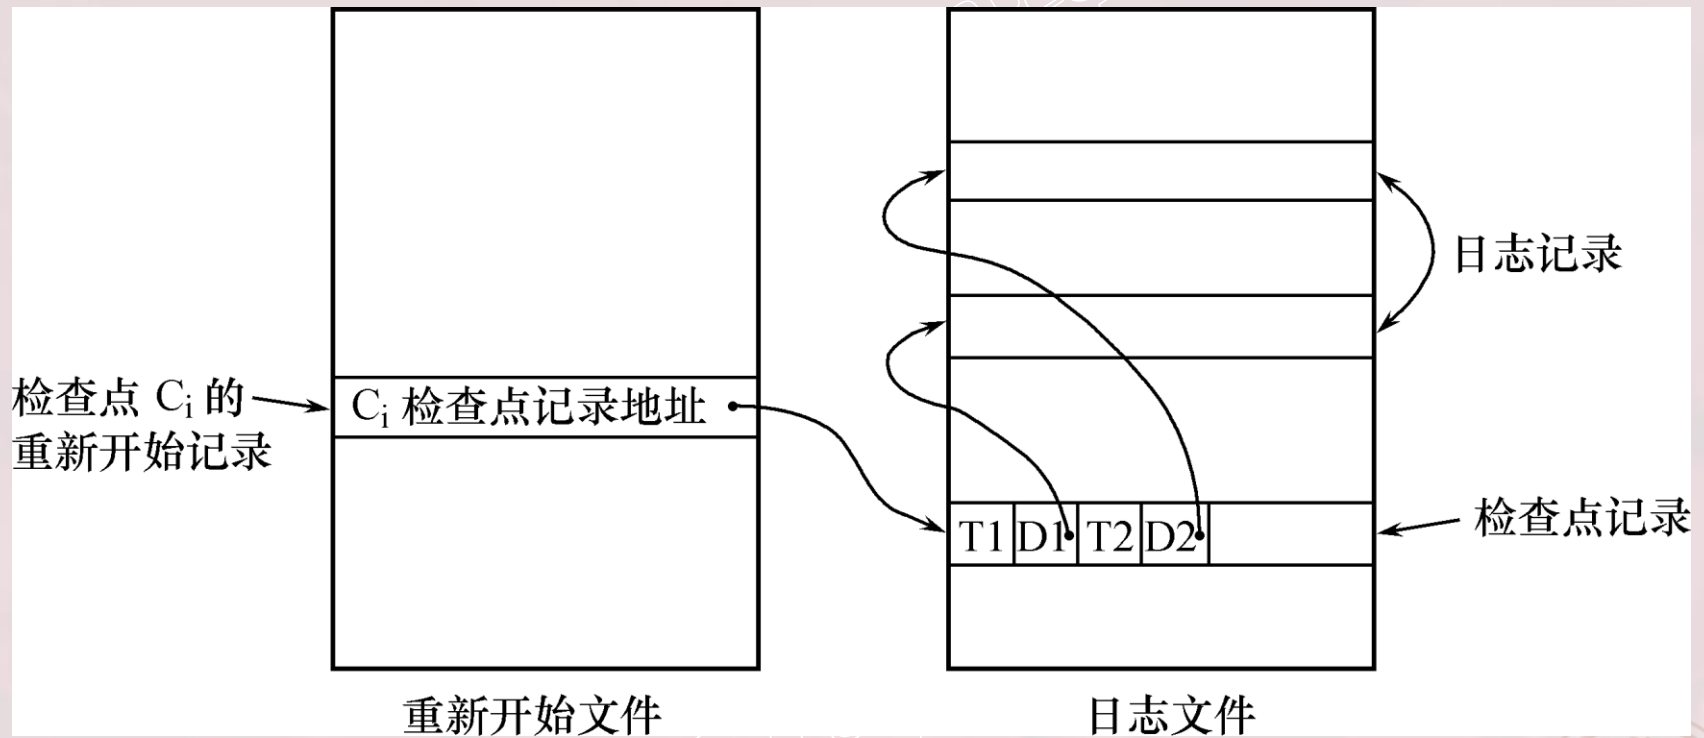 检查点 Ci 的
重新开始记录
Ci 检查点记录地址
重新开始文件
日志记录
T1 D1 T2 D2
检查点记录
日志文件